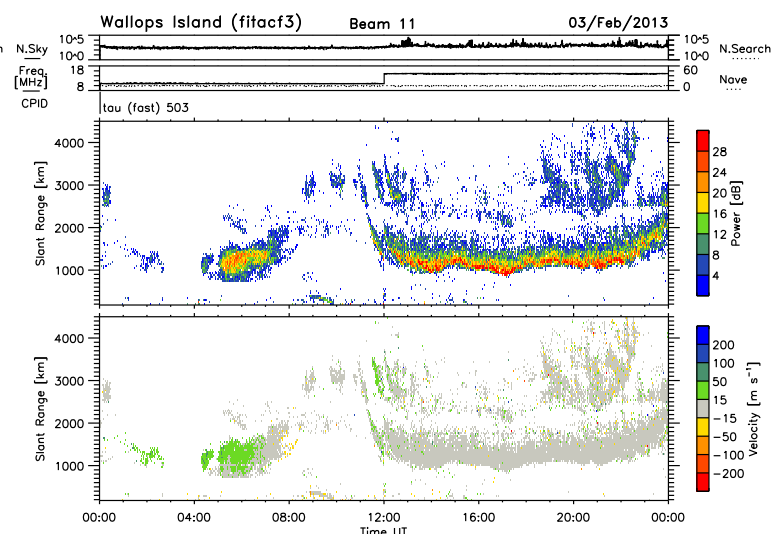 Wallops Island (fitacf3) Beam 11 03/Feb/2013
N.Sky 10^5 10^0 10^5 10^0 N.Search
Freq. [MHz] 18 8 60 0 Nave
CPID tau (fast) 503
Slant Range [km]
4000
3000
2000
1000
28
24
20
16
12
8
4
Power [dB]
Slant Range [km]
4000
3000
2000
1000
200
100
50
15
-15
-50
-100
-200
Velocity [m s⁻¹]
00:00 04:00 08:00 12:00 16:00 20:00 00:00
Time UT